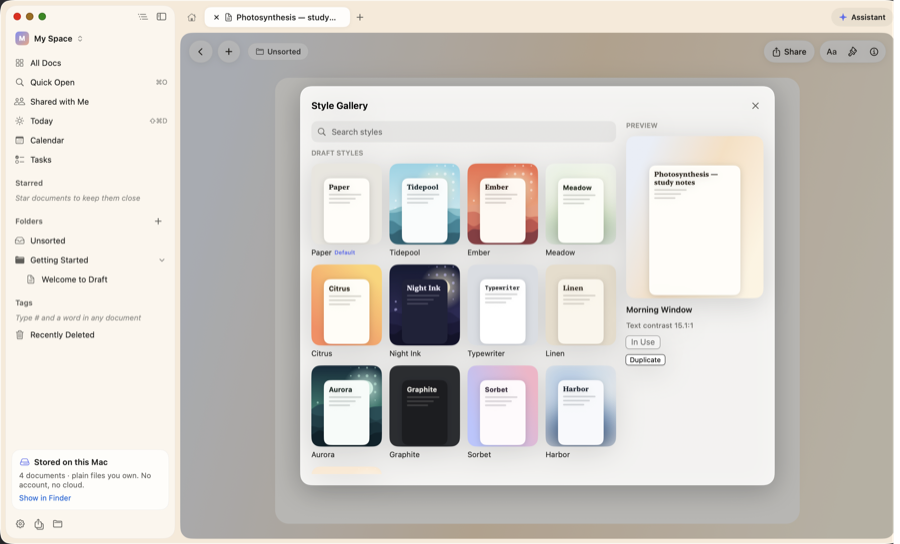 Photosynthesis — study...
Assistant
M
My Space
All Docs
Quick Open ⌘O
Shared with Me
Today ⇧⌘D
Calendar
Tasks
Starred
Star documents to keep them close
Folders
Unsorted
Getting Started
Welcome to Draft
Tags
Type # and a word in any document
Recently Deleted
Stored on this Mac
4 documents · plain files you own. No
account, no cloud.
Show in Finder
Unsorted
Share
Aa
Style Gallery
Search styles
DRAFT STYLES
Paper
Tidepool
Ember
Meadow
Paper Default
Tidepool
Ember
Meadow
Citrus
Night Ink
Typewriter
Linen
Citrus
Night Ink
Typewriter
Linen
Aurora
Graphite
Sorbet
Harbor
Aurora
Graphite
Sorbet
Harbor
PREVIEW
Photosynthesis —
study notes
Morning Window
Text contrast 15.1:1
In Use
Duplicate